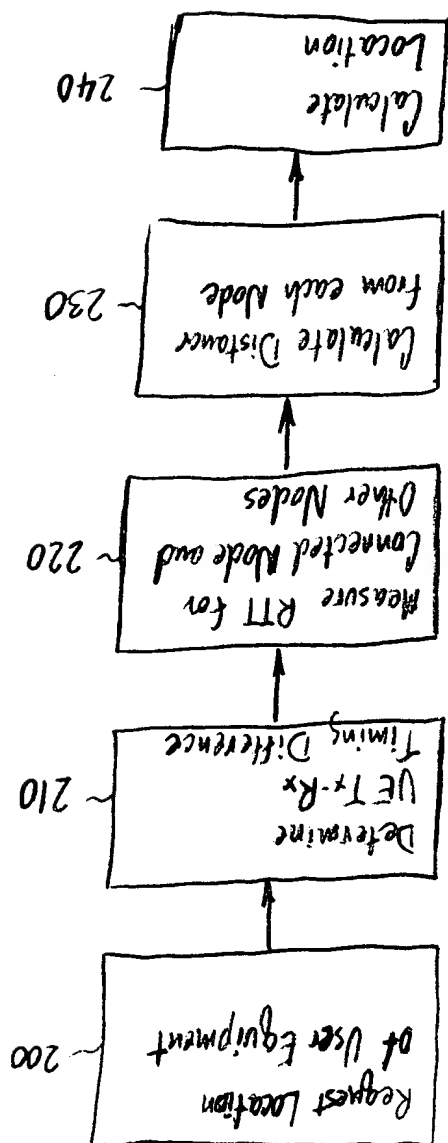 Request Location
of User Equipment
200
Determine
UE Tx-Rx
Timing Difference
210
Measure RTT for
Connected Node and
Other Nodes
220
Calculate Distance
from each Node
230
Calculate
Location
240